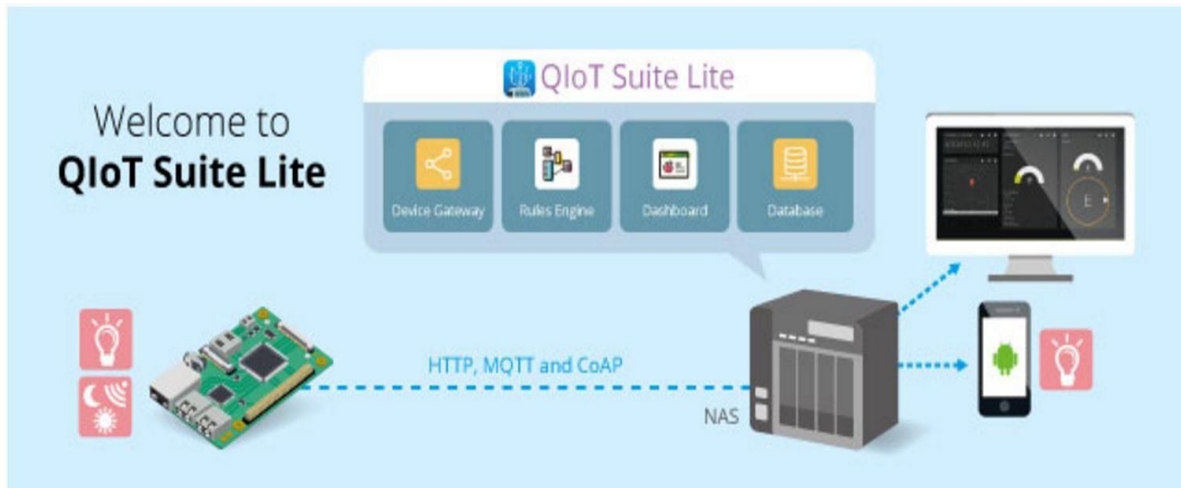 Welcome to
QIoT Suite Lite
QIoT Suite Lite
Device Gateway
Rules Engine
Dashboard
Database
HTTP, MQTT and CoAP
NAS
E